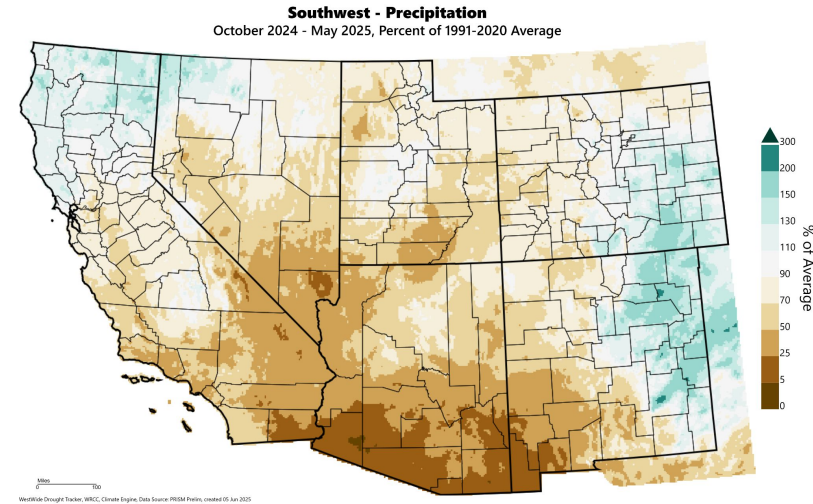 Southwest - Precipitation
October 2024 - May 2025, Percent of 1991-2020 Average
300
200
150
130
110
90
70
50
25
5
0
% of Average
Miles
0 100
WestWide Drought Tracker, WRCC, Climate Engine, Data Source: PRISM Prelim, created 05 Jun 2025